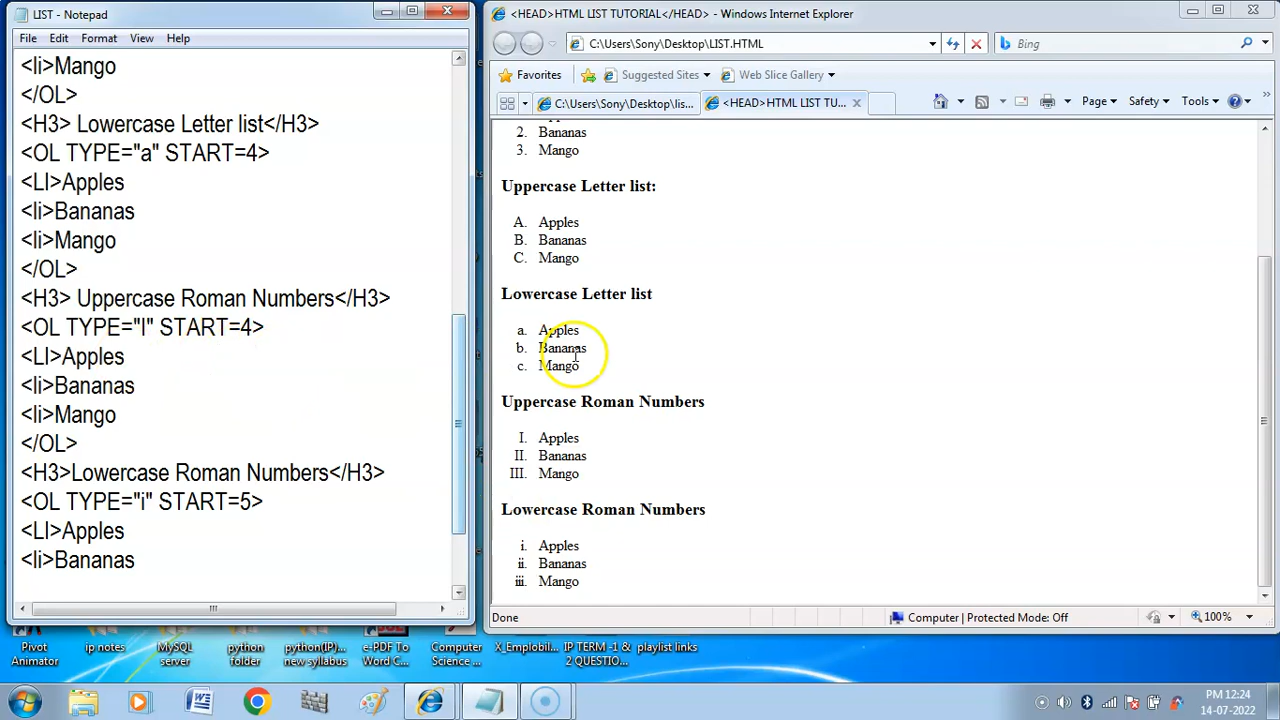 LIST - Notepad
File Edit Format View Help
<li>Mango
</OL>
<H3> Lowercase Letter list</H3>
<OL TYPE="a" START=4>
<LI>Apples
<li>Bananas
<li>Mango
</OL>
<H3> Uppercase Roman Numbers</H3>
<OL TYPE="I" START=4>
<LI>Apples
<li>Bananas
<li>Mango
</OL>
<H3>Lowercase Roman Numbers</H3>
<OL TYPE="i" START=5>
<LI>Apples
<li>Bananas
<HEAD>HTML LIST TUTORIAL</HEAD> - Windows Internet Explorer
C:\Users\Sony\Desktop\LIST.HTML
Bing
Favorites Suggested Sites Web Slice Gallery
C:\Users\Sony\Desktop\lis... <HEAD>HTML LIST TU...
Page Safety Tools
2. Bananas
3. Mango
Uppercase Letter list:
A. Apples
B. Bananas
C. Mango
Lowercase Letter list
a. Apples
b. Bananas
c. Mango
Uppercase Roman Numbers
I. Apples
II. Bananas
III. Mango
Lowercase Roman Numbers
i. Apples
ii. Bananas
iii. Mango
Done
Computer | Protected Mode: Off
100%
Pivot Animator
ip notes
MySQL server
python folder
python(IP)... new syllabus
e-PDF To Word C...
Computer Science ...
X_Emplobil...
IP TERM -1 & 2 QUESTIO...
playlist links
PM 12:24
14-07-2022